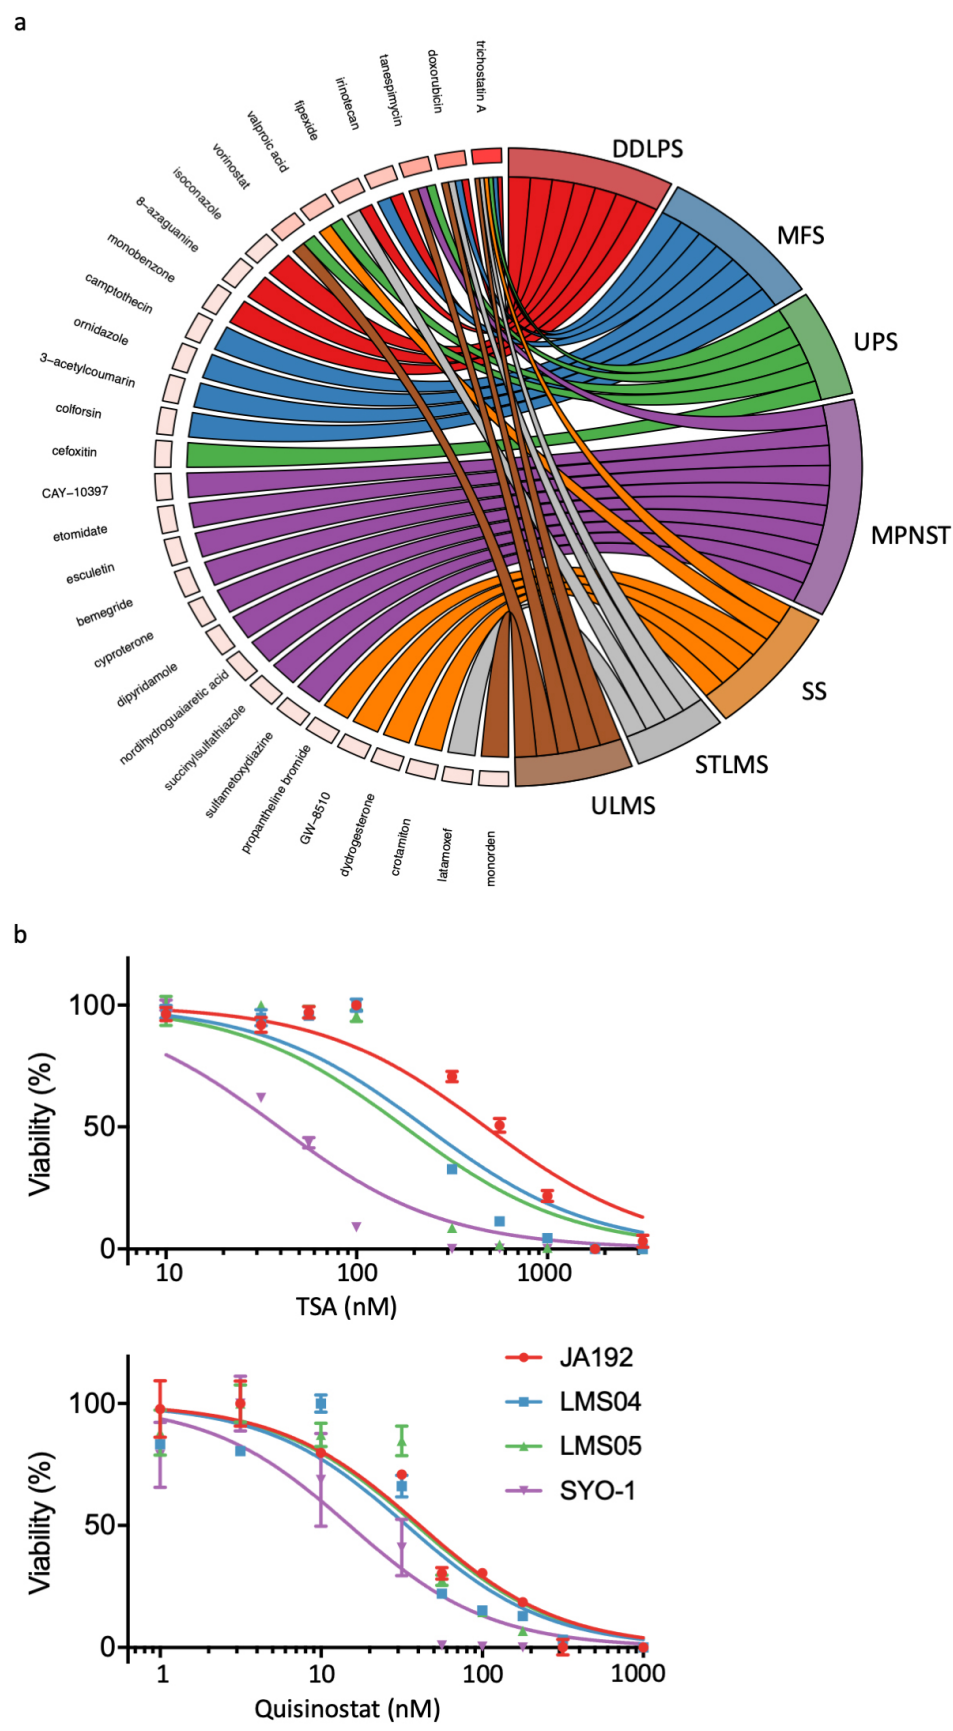 a
trichostatin A
doxorubicin
tanespimycin
irinotecan
fipexide
valproic acid
vorinostat
isoconazole
8−azaguanine
monobenzone
camptothecin
ornidazole
3−acetylcoumarin
colforsin
cefoxitin
CAY−10397
etomidate
esculetin
bemegride
cyproterone
dipyridamole
nordihydroguaiaretic acid
succinylsulfathiazole
sulfametoxydiazine
propantheline bromide
GW−8510
dydrogesterone
crotamiton
latamoxef
monorden
DDLPS
MFS
UPS
MPNST
SS
STLMS
ULMS
b
Viability (%)
100
50
0
10 100 1000
TSA (nM)
JA192
LMS04
LMS05
SYO-1
Viability (%)
100
50
0
1 10 100 1000
Quisinostat (nM)